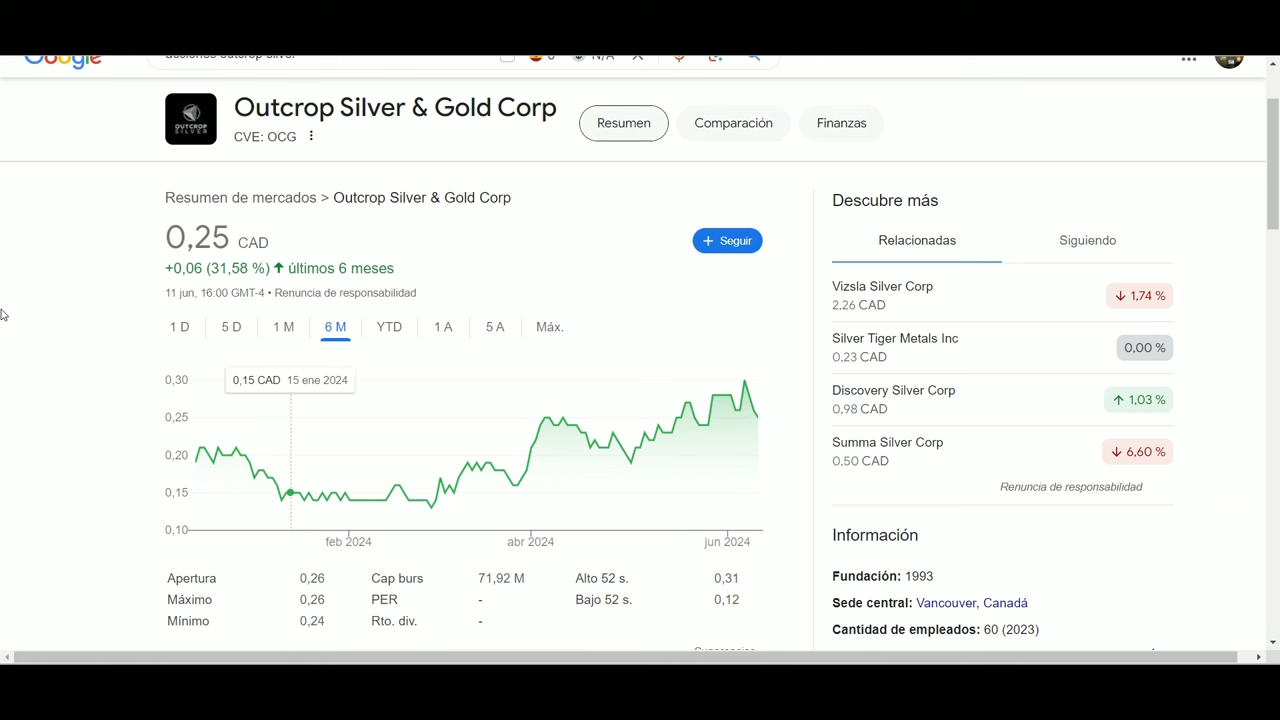 Google
acciones outcrop silver
Outcrop Silver & Gold Corp
CVE: OCG
Resumen
Comparación
Finanzas
OUTCROP
SILVER
Resumen de mercados > Outcrop Silver & Gold Corp
0,25 CAD
+0,06 (31,58 %) ↑ últimos 6 meses
11 jun, 16:00 GMT-4 • Renuncia de responsabilidad
+ Seguir
1 D
5 D
1 M
6 M
YTD
1 A
5 A
Máx.
0,30
0,25
0,20
0,15
0,10
0,15 CAD 15 ene 2024
feb 2024
abr 2024
jun 2024
Apertura 0,26
Máximo 0,26
Mínimo 0,24
Cap burs 71,92 M
PER -
Rto. div. -
Alto 52 s. 0,31
Bajo 52 s. 0,12
Descubre más
Relacionadas
Siguiendo
Vizsla Silver Corp
2,26 CAD
↓ 1,74 %
Silver Tiger Metals Inc
0,23 CAD
0,00 %
Discovery Silver Corp
0,98 CAD
↑ 1,03 %
Summa Silver Corp
0,50 CAD
↓ 6,60 %
Renuncia de responsabilidad
Información
Fundación: 1993
Sede central: Vancouver, Canadá
Cantidad de empleados: 60 (2023)